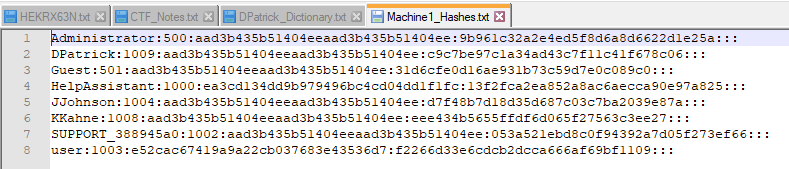 HEKRX63N.txt CTF_Notes.txt DPatrick_Dictionary.txt Machine1_Hashes.txt
1 Administrator:500:aad3b435b51404eeaad3b435b51404ee:9b961c32a2e4ed5f8d6a8d6622d1e25a:::
2 DPatrick:1009:aad3b435b51404eeaad3b435b51404ee:c9c7be97c1a34ad43c7f11c41f678c06:::
3 Guest:501:aad3b435b51404eeaad3b435b51404ee:31d6cfe0d16ae931b73c59d7e0c089c0:::
4 HelpAssistant:1000:ea3cd134dd9b979496bc4cd04dd1f1fc:13f2fca2ea852a8ac6aecca90e97a825:::
5 JJohnson:1004:aad3b435b51404eeaad3b435b51404ee:d7f48b7d18d35d687c03c7ba2039e87a:::
6 KKahne:1008:aad3b435b51404eeaad3b435b51404ee:eee434b5655ffdf6d065f27563c3ee27:::
7 SUPPORT_388945a0:1002:aad3b435b51404eeaad3b435b51404ee:053a521ebd8c0f94392a7d05f273ef66:::
8 user:1003:e52cac67419a9a22cb037683e43536d7:f2266d33e6cdcb2dcca666af69bf1109:::